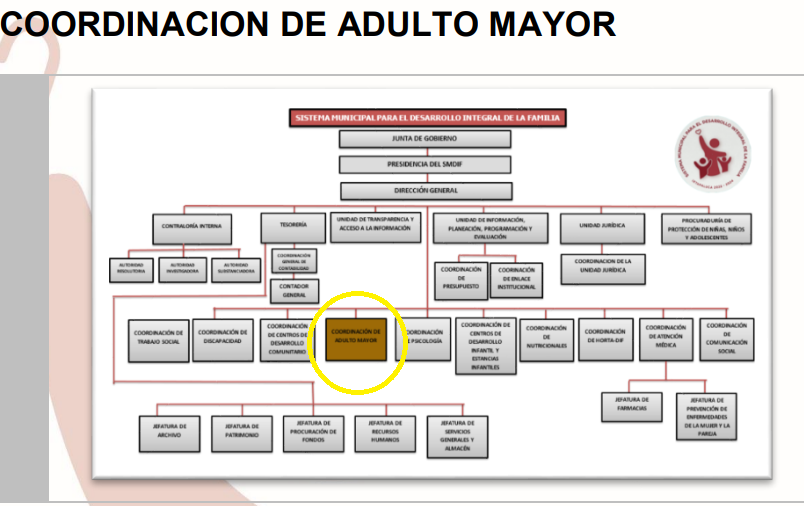 COORDINACION DE ADULTO MAYOR
SISTEMA MUNICIPAL PARA EL DESARROLLO INTEGRAL DE LA FAMILIA
JUNTA DE GOBIERNO
PRESIDENCIA DEL SMDIF
DIRECCIÓN GENERAL
CONTRALORÍA INTERNA
TESORERÍA
UNIDAD DE TRANSPARENCIA Y
ACCESO A LA INFORMACIÓN
UNIDAD DE INFORMACIÓN,
PLANEACIÓN, PROGRAMACIÓN Y
EVALUACIÓN
UNIDAD JURÍDICA
PROCURADURÍA DE
PROTECCIÓN DE NIÑAS, NIÑOS
Y ADOLESCENTES
AUTORIDAD
RESOLUTORIA
AUTORIDAD
INVESTIGADORA
AUTORIDAD
SUBSTANCIADORA
COORDINACIÓN
GENERAL DE
CONTABILIDAD
CONTADOR
GENERAL
COORDINACIÓN
DE
PRESUPUESTO
COORINACIÓN
DE ENLACE
INSTITUCIONAL
COORDINACION DE LA
UNIDAD JURÍDICA
COORDINACIÓN DE
TRABAJO SOCIAL
COORDINACIÓN DE
DISCAPACIDAD
COORDINACIÓN
DE CENTROS DE
DESARROLLO
COMUNITARIO
COORDINACIÓN DE
ADULTO MAYOR
COORDINACIÓN
DE PSICOLOGÍA
COORDINACIÓN DE
CENTROS DE
DESARROLLO
INFANTIL Y
ESTANCIAS
INFANTILES
COORDINACIÓN
DE
NUTRICIONALES
COORDINACIÓN
DE HORTA-DIF
COORDINACIÓN
DE ATENCIÓN
MÉDICA
COORDINACIÓN
DE
COMUNICACIÓN
SOCIAL
JEFATURA DE
FARMACIAS
JEFATURA DE
PREVENCIÓN DE
ENFERMEDADES
DE LA MUJER Y LA
PAREJA
JEFATURA DE
ARCHIVO
JEFATURA DE
PATRIMONIO
JEFATURA DE
PROCURACIÓN DE
FONDOS
JEFATURA DE
RECURSOS
HUMANOS
JEFATURA DE
SERVICIOS
GENERALES Y
ALMACÉN